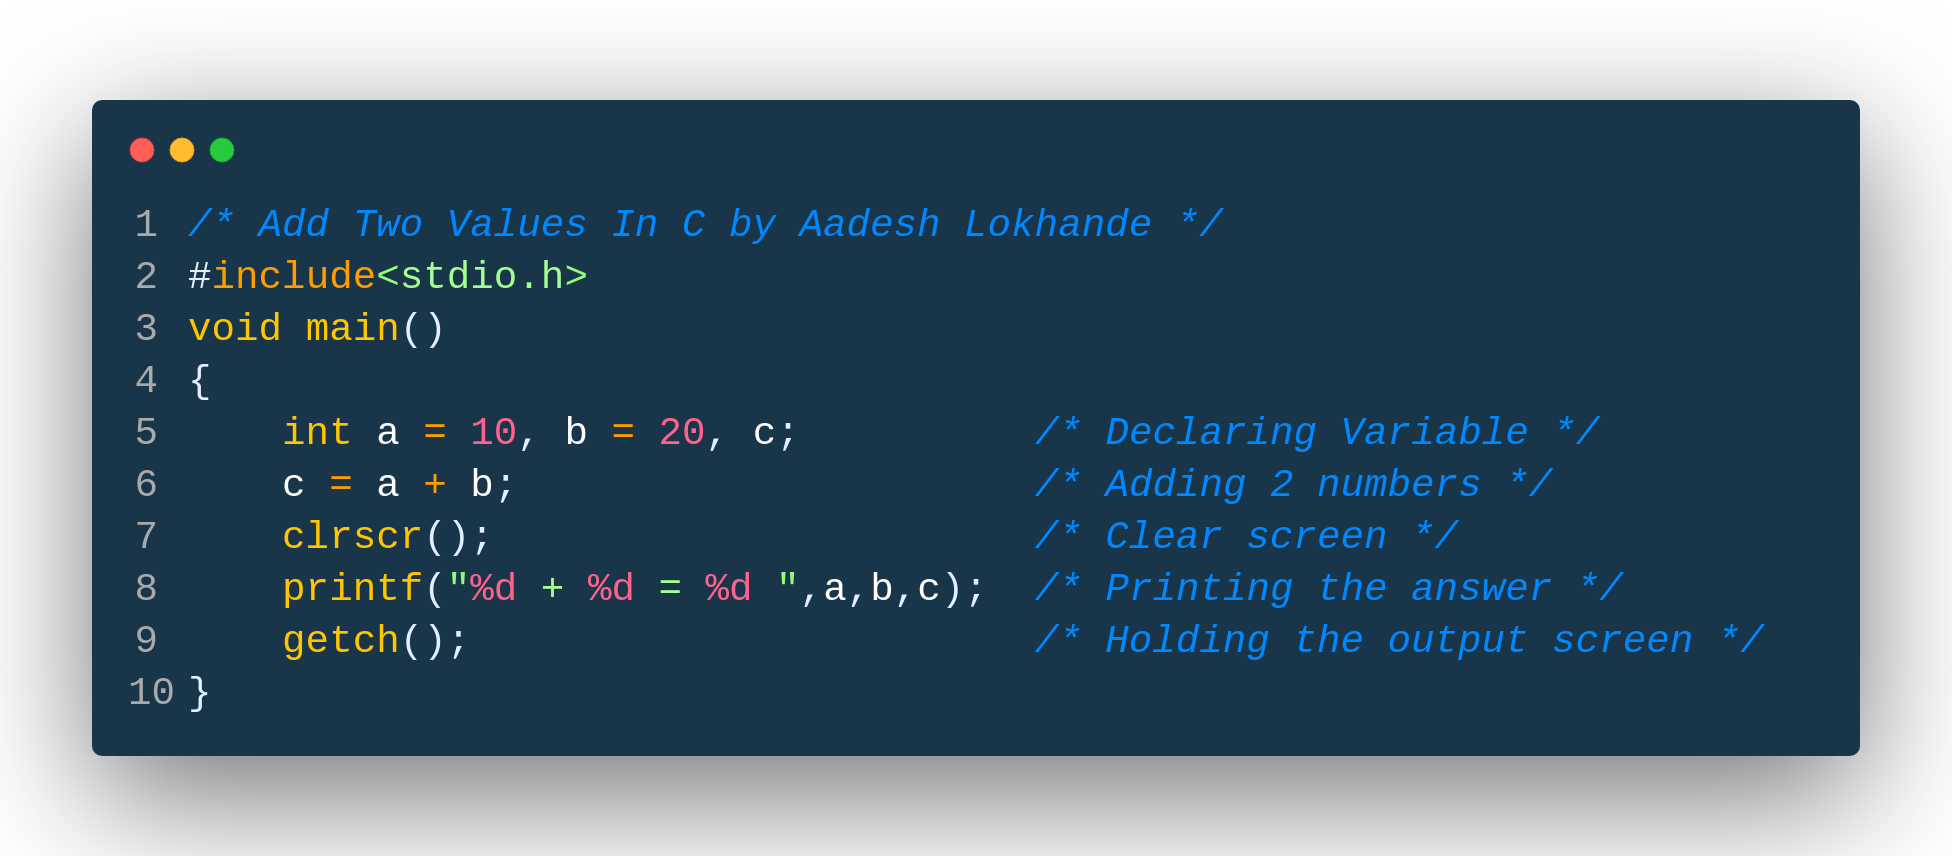 1 /* Add Two Values In C by Aadesh Lokhande */
2 #include<stdio.h>
3 void main()
4 {
5     int a = 10, b = 20, c;          /* Declaring Variable */
6     c = a + b;                      /* Adding 2 numbers */
7     clrscr();                       /* Clear screen */
8     printf("%d + %d = %d ",a,b,c);  /* Printing the answer */
9     getch();                        /* Holding the output screen */
10 }